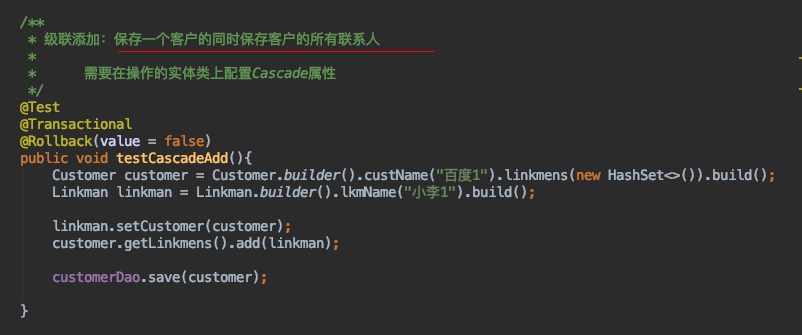 /**
 * 级联添加：保存一个客户的同时保存客户的所有联系人
 *
 *      需要在操作的实体类上配置Cascade属性
 */
@Test
@Transactional
@Rollback(value = false)
public void testCascadeAdd(){
    Customer customer = Customer.builder().custName("百度1").linkmens(new HashSet<>()).build();
    Linkman linkman = Linkman.builder().lkmName("小李1").build();

    linkman.setCustomer(customer);
    customer.getLinkmens().add(linkman);

    customerDao.save(customer);

}